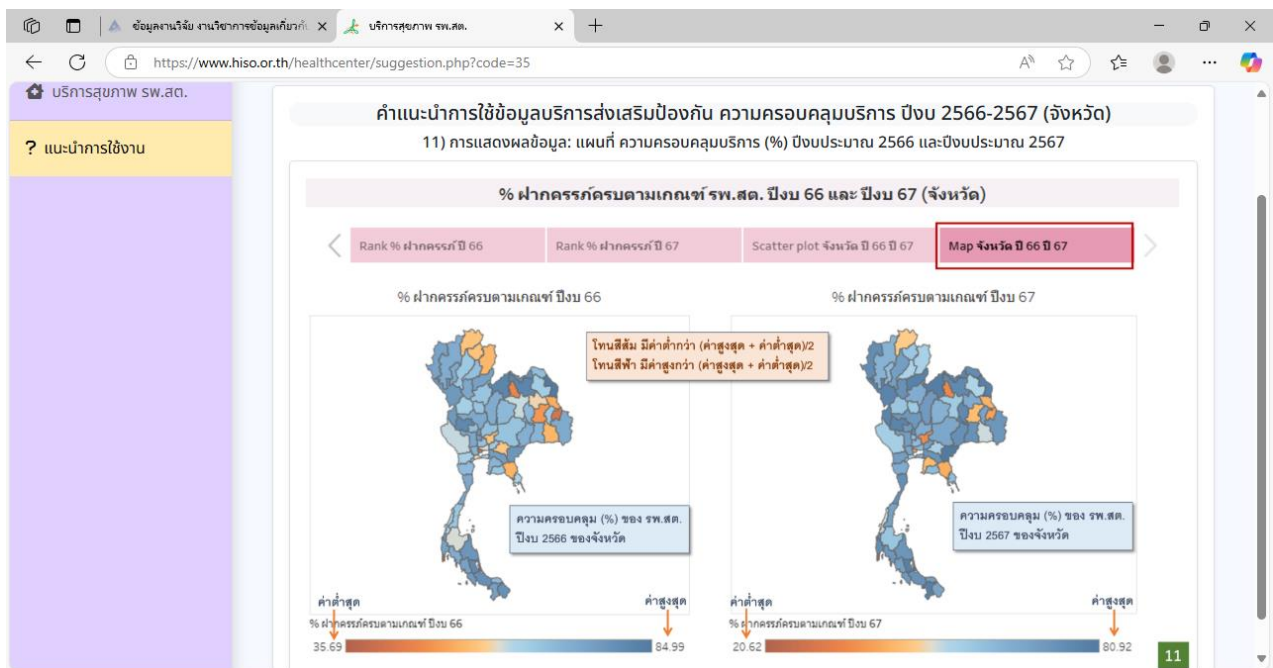 ข้อมูลงานวิจัย งานวิชาการข้อมูลเกี่ยวกับ
บริการสุขภาพ รพ.สต.
https://www.hiso.or.th/healthcenter/suggestion.php?code=35
บริการสุขภาพ รพ.สต.
? แนะนำการใช้งาน
คำแนะนำการใช้ข้อมูลบริการส่งเสริมป้องกัน ความครอบคลุมบริการ ปีงบ 2566-2567 (จังหวัด)
11) การแสดงผลข้อมูล: แผนที่ ความครอบคลุมบริการ (%) ปีงบประมาณ 2566 และปีงบประมาณ 2567
% ฝากครรภ์ครบตามเกณฑ์ รพ.สต. ปีงบ 66 และ ปีงบ 67 (จังหวัด)
Rank % ฝากครรภ์ ปี 66
Rank % ฝากครรภ์ ปี 67
Scatter plot จังหวัด ปี 66 ปี 67
Map จังหวัด ปี 66 ปี 67
% ฝากครรภ์ครบตามเกณฑ์ ปีงบ 66
% ฝากครรภ์ครบตามเกณฑ์ ปีงบ 67
โทนสีส้ม มีค่าต่ำกว่า (ค่าสูงสุด + ค่าต่ำสุด)/2
โทนสีฟ้า มีค่าสูงกว่า (ค่าสูงสุด + ค่าต่ำสุด)/2
ความครอบคลุม (%) ของ รพ.สต.
ปีงบ 2566 ของจังหวัด
ความครอบคลุม (%) ของ รพ.สต.
ปีงบ 2567 ของจังหวัด
ค่าต่ำสุด
ค่าสูงสุด
ค่าต่ำสุด
ค่าสูงสุด
% ฝากครรภ์ครบตามเกณฑ์ ปีงบ 66
% ฝากครรภ์ครบตามเกณฑ์ ปีงบ 67
35.69
84.99
20.62
80.92
11